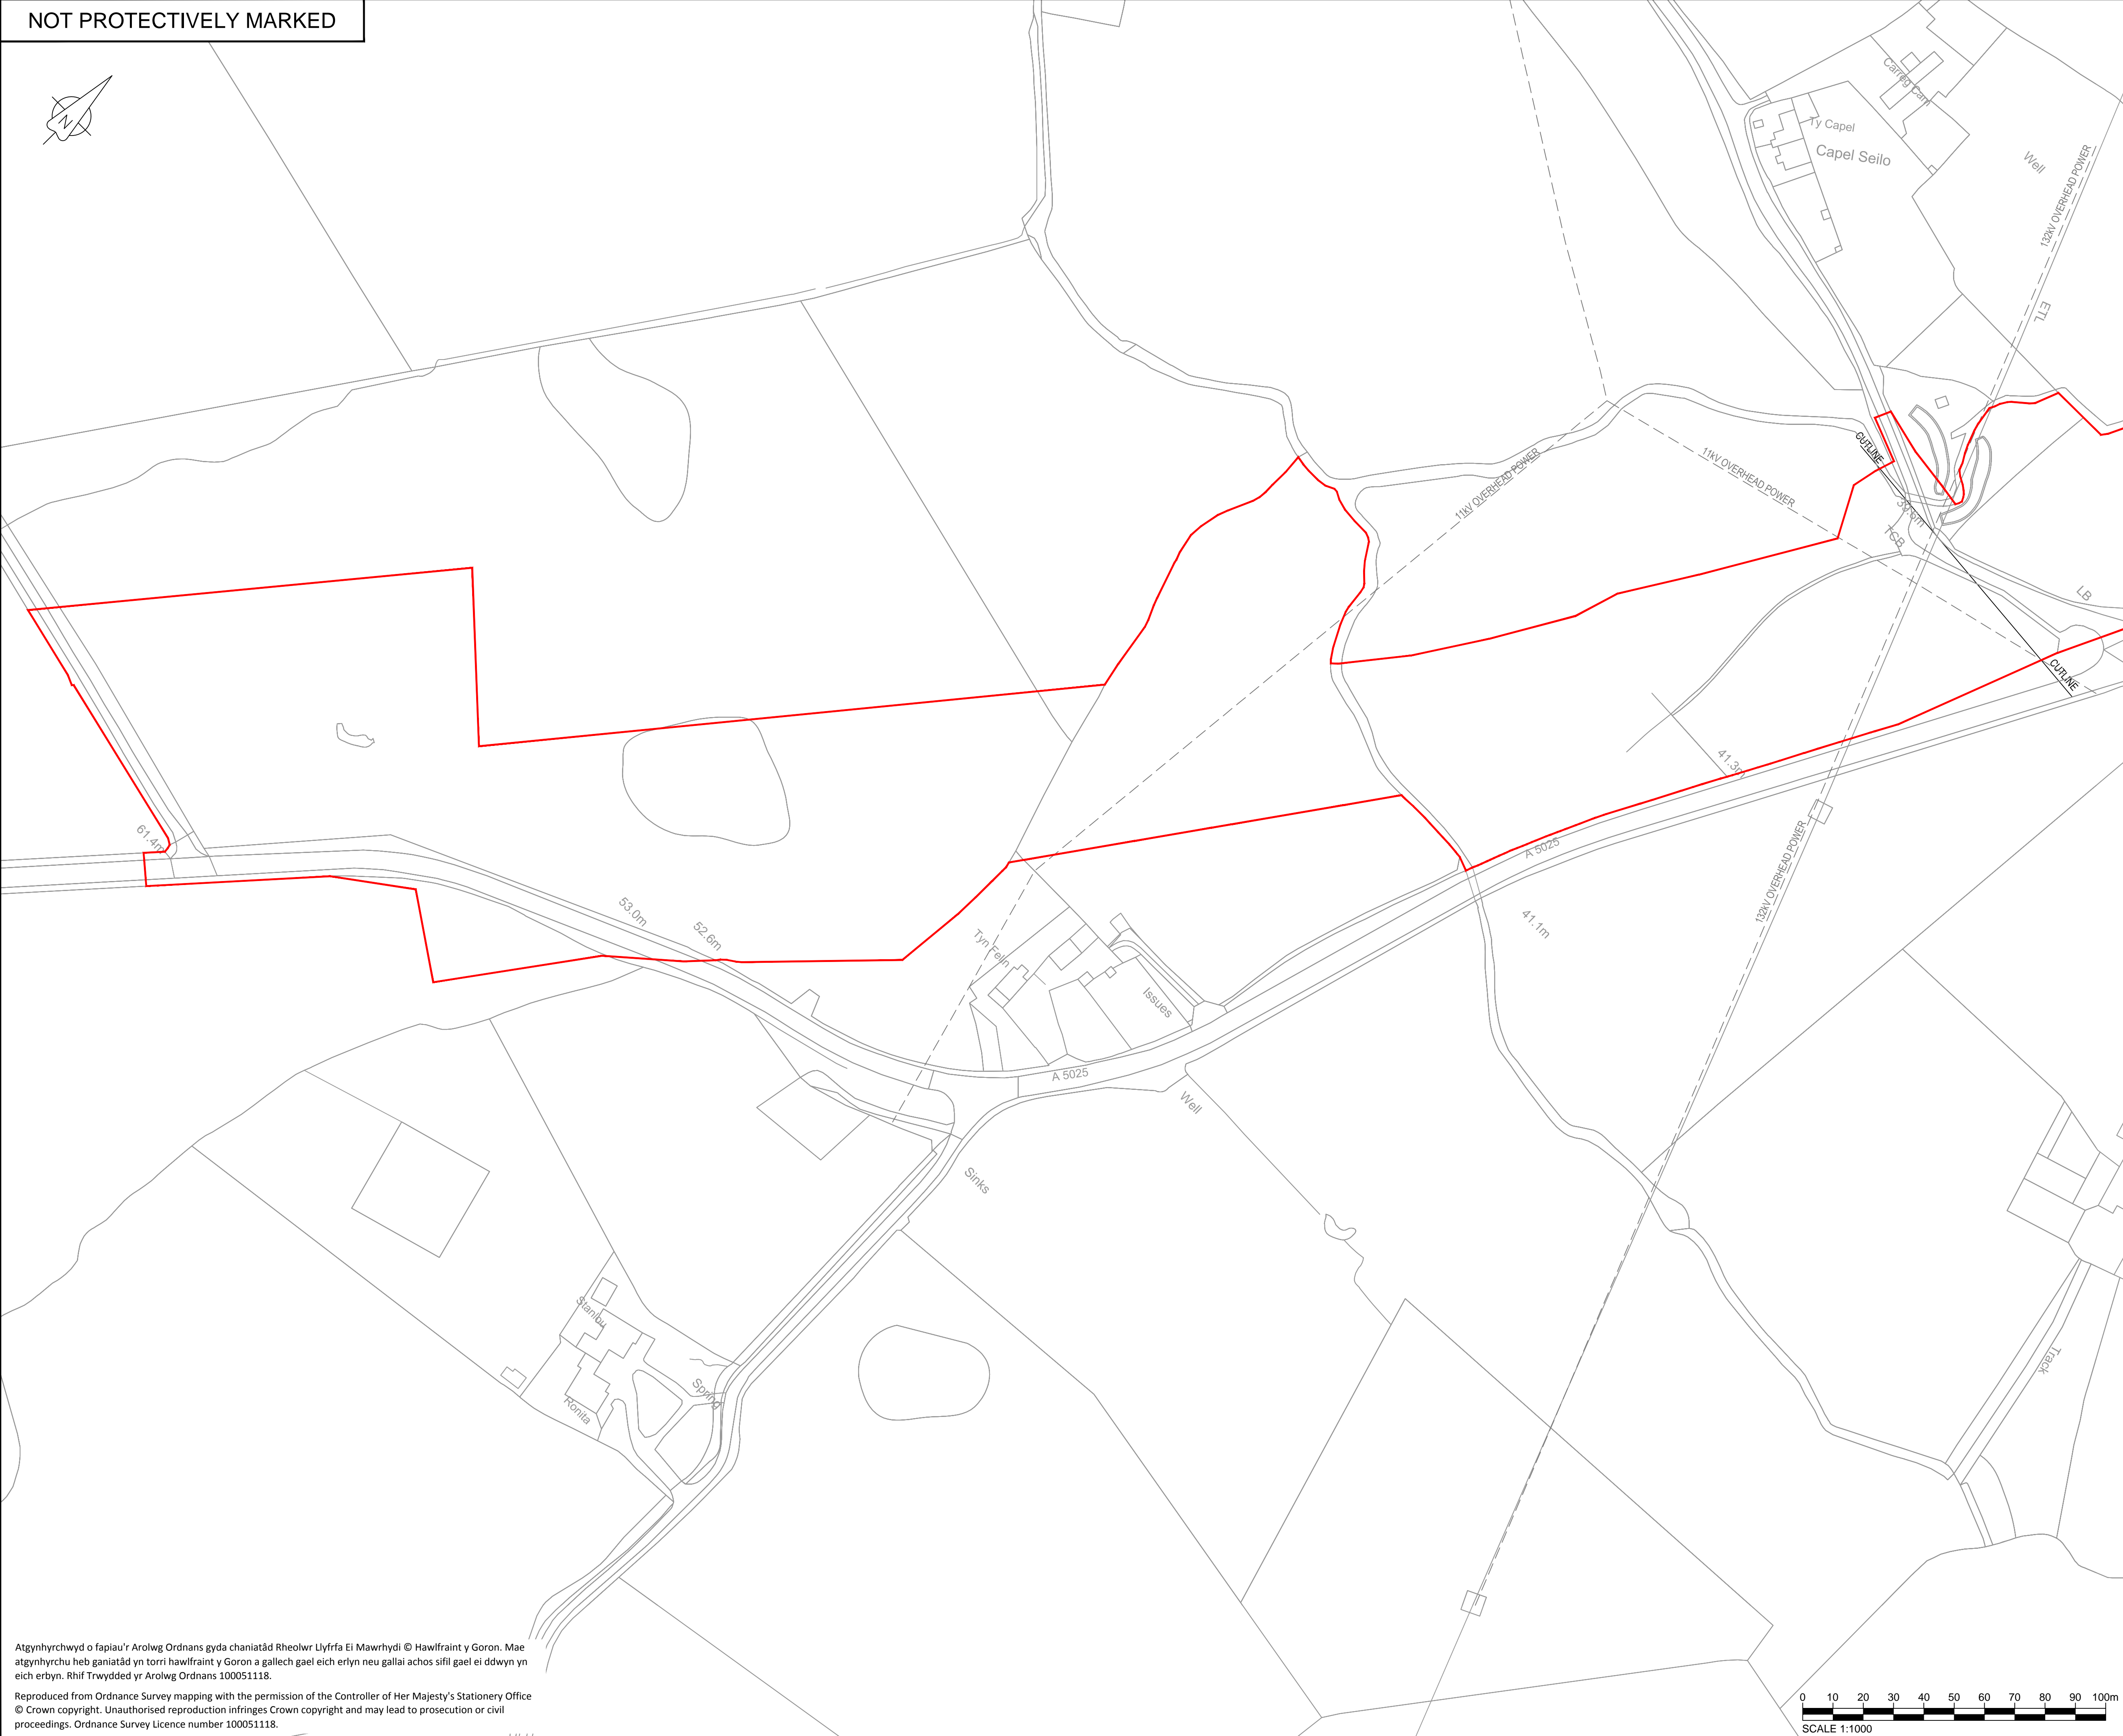 NOT PROTECTIVELY MARKED
N
Carreg Cam
Ty Capel
Capel Seilo
Well
132kV OVERHEAD POWER
ETL
11kV OVERHEAD POWER
11kV OVERHEAD POWER
CUTLINE
39.6m
TCB
LB
CUTLINE
41.3m
A 5025
132kV OVERHEAD POWER
61.4m
53.0m
52.6m
41.1m
Tyn Felin
Issues
A 5025
Well
Sinks
Stanlou
Ronita
Spring
Track
Atgynhyrchwyd o fapiau'r Arolwg Ordnans gyda chaniatâd Rheolwr Llyfrfa Ei Mawrhydi © Hawlfraint y Goron. Mae
atgynhyrchu heb ganiatâd yn torri hawlfraint y Goron a gallech gael eich erlyn neu gallai achos sifil gael ei ddwyn yn
eich erbyn. Rhif Trwydded yr Arolwg Ordnans 100051118.
Reproduced from Ordnance Survey mapping with the permission of the Controller of Her Majesty's Stationery Office
© Crown copyright. Unauthorised reproduction infringes Crown copyright and may lead to prosecution or civil
proceedings. Ordnance Survey Licence number 100051118.
0 10 20 30 40 50 60 70 80 90 100m
SCALE 1:1000